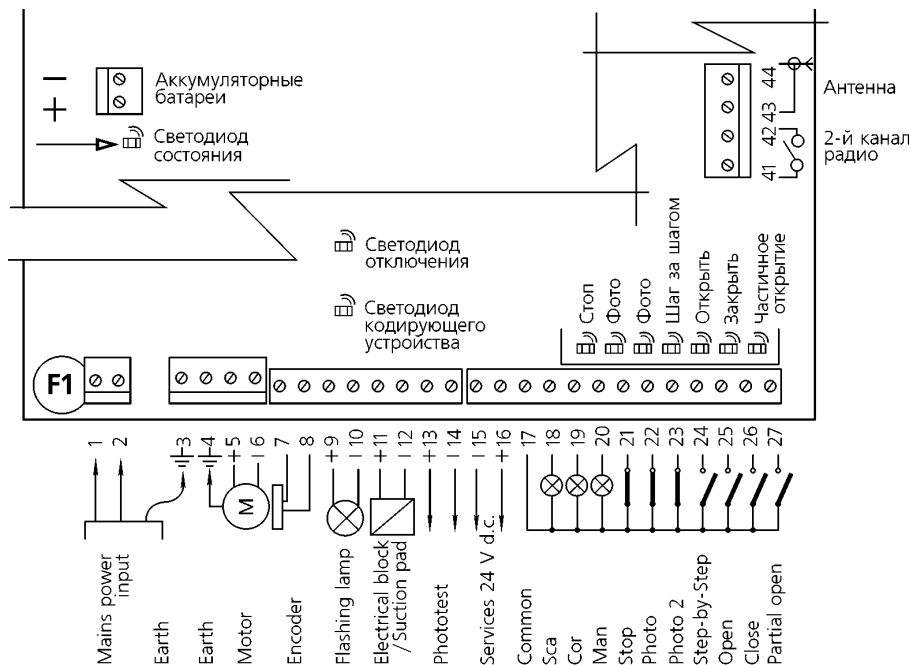 −
+
Аккумуляторные
батареи
Светодиод
состояния
44
43
42
41
Антенна
2-й канал
радио
Светодиод
отключения
Светодиод
кодирующего
устройства
Стоп
Фото
Фото
Шаг за шагом
Открыть
Закрыть
Частичное
открытие
F1
1
2
3
4
+5
I 6
7
8
+9
I 10
+11
I 12
+13
I 14
I 15
+16
17
18
19
20
21
22
23
24
25
26
27
M
Mains power
input
Earth
Earth
Motor
Encoder
Flashing lamp
Electrical block
/ Suction pad
Phototest
Services 24 V d.c.
Common
Sca
Cor
Man
Stop
Photo
Photo 2
Step-by-Step
Open
Close
Partial open